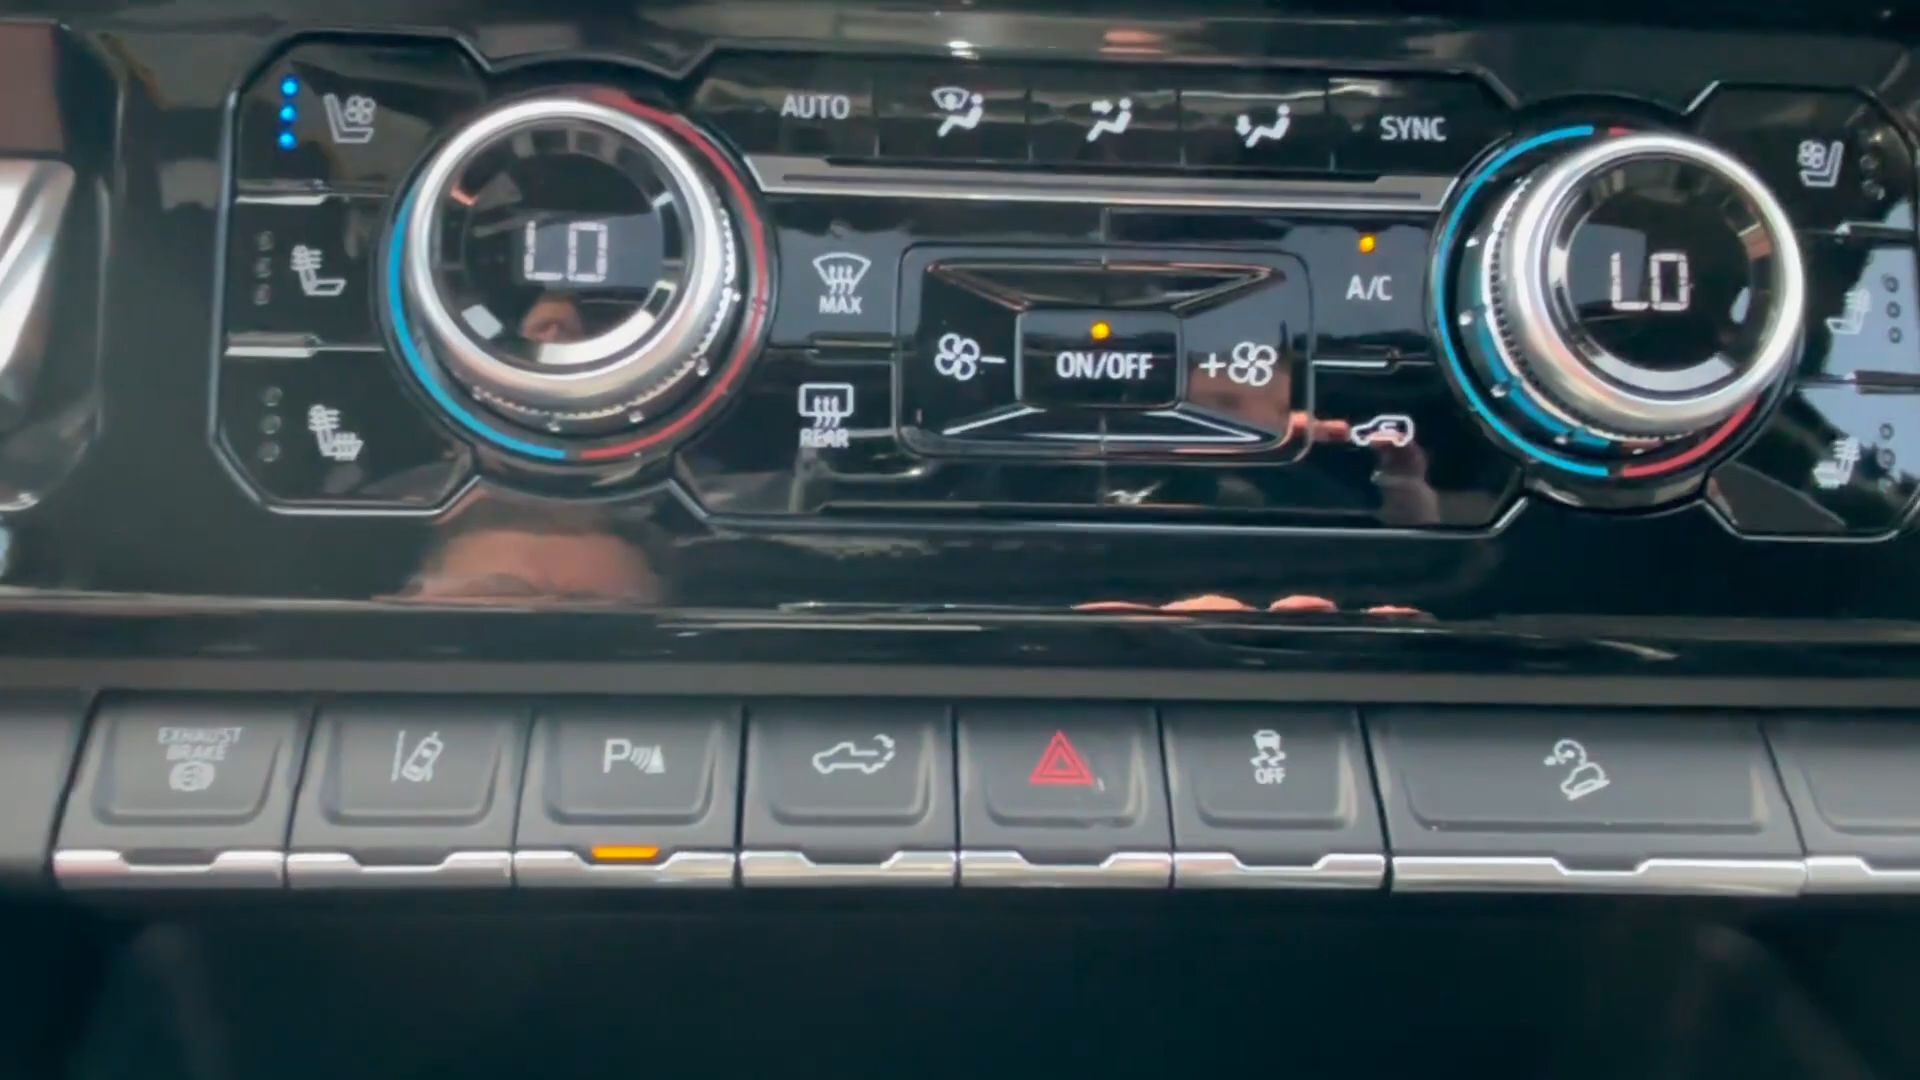 AUTO
SYNC
LO
MAX
A/C
LO
ON/OFF
REAR
EXHAUST
BRAKE
P
OFF